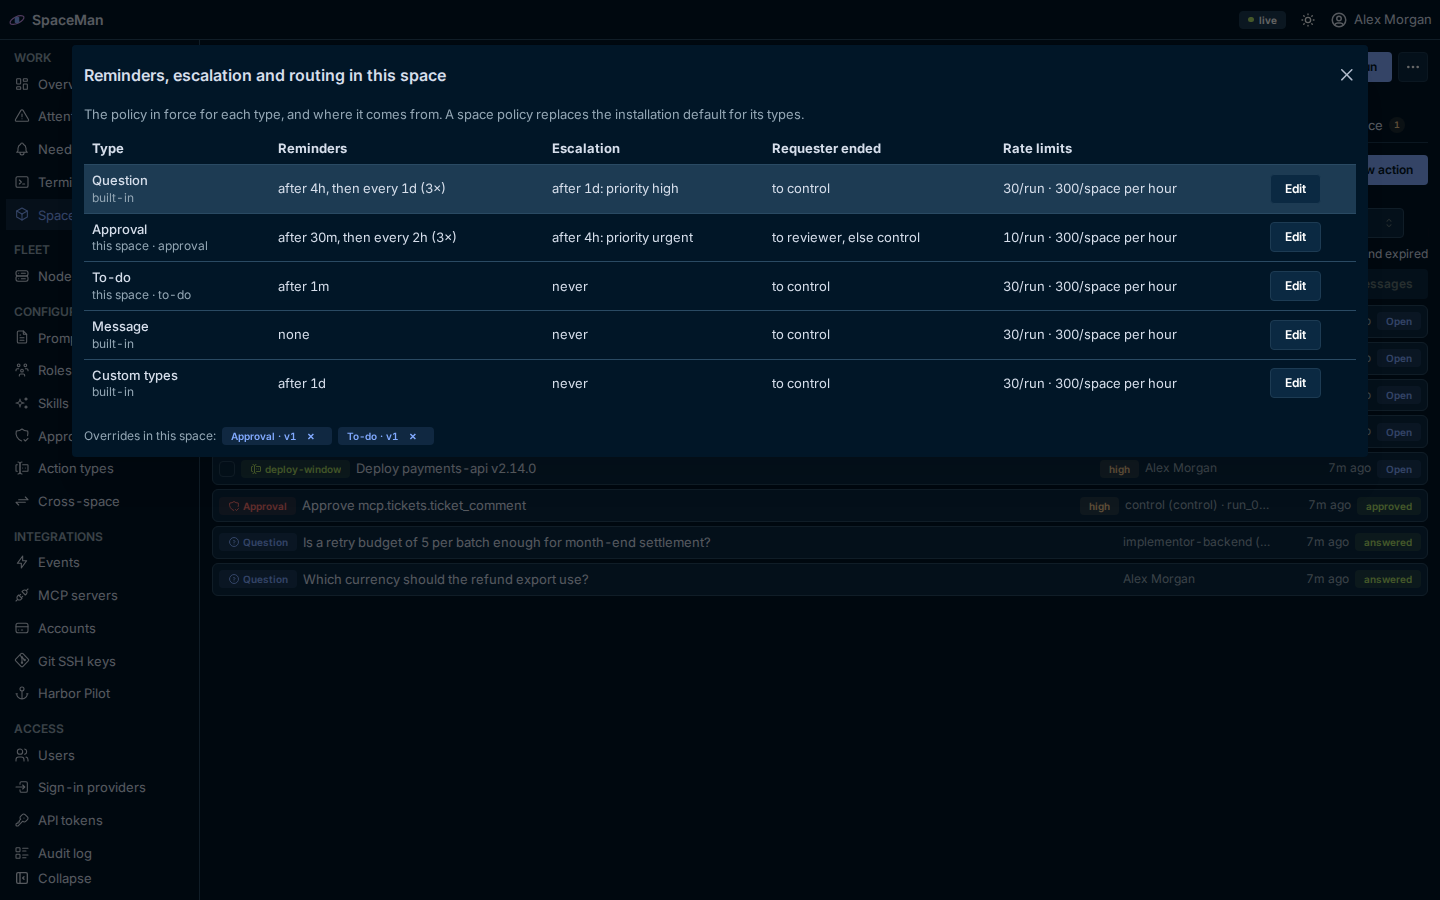 SpaceMan
live
Alex Morgan
WORK
Overv
Atten
Need
Termi
Space
FLEET
Node
CONFIGUR
Promp
Roles
Skills
Appro
Action types
Cross-space
INTEGRATIONS
Events
MCP servers
Accounts
Git SSH keys
Harbor Pilot
ACCESS
Users
Sign-in providers
API tokens
Audit log
Collapse
Reminders, escalation and routing in this space
The policy in force for each type, and where it comes from. A space policy replaces the installation default for its types.
Type Reminders Escalation Requester ended Rate limits
Question
built-in
after 4h, then every 1d (3×) after 1d: priority high to control 30/run · 300/space per hour Edit
Approval
this space · approval
after 30m, then every 2h (3×) after 4h: priority urgent to reviewer, else control 10/run · 300/space per hour Edit
To-do
this space · to-do
after 1m never to control 30/run · 300/space per hour Edit
Message
built-in
none never to control 30/run · 300/space per hour Edit
Custom types
built-in
after 1d never to control 30/run · 300/space per hour Edit
Overrides in this space: Approval · v1 × To-do · v1 ×
ce 1
w action
nd expired
essages
Open
Open
Open
Open
deploy-window Deploy payments-api v2.14.0 high Alex Morgan 7m ago Open
Approval Approve mcp.tickets.ticket_comment high control (control) · run_0… 7m ago approved
Question Is a retry budget of 5 per batch enough for month-end settlement? implementor-backend (… 7m ago answered
Question Which currency should the refund export use? Alex Morgan 7m ago answered